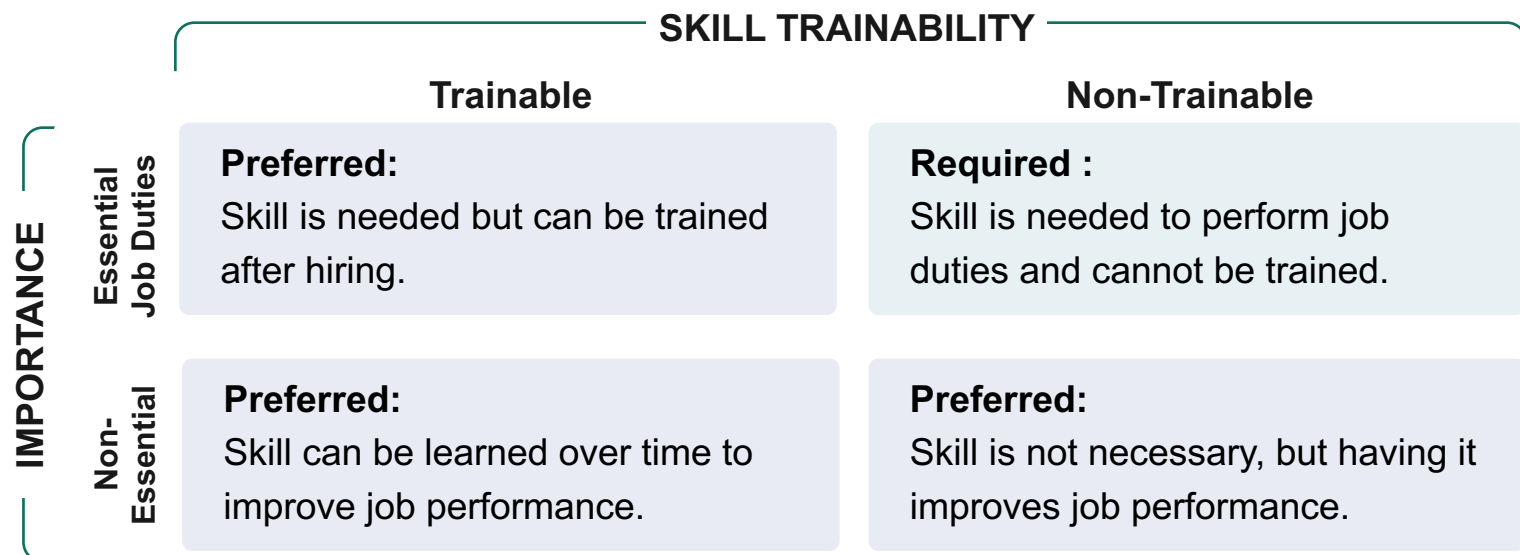 SKILL TRAINABILITY
Trainable
Non-Trainable
IMPORTANCE
Essential
Job Duties
Preferred:
Skill is needed but can be trained
after hiring.
Required :
Skill is needed to perform job
duties and cannot be trained.
Non-
Essential
Preferred:
Skill can be learned over time to
improve job performance.
Preferred:
Skill is not necessary, but having it
improves job performance.